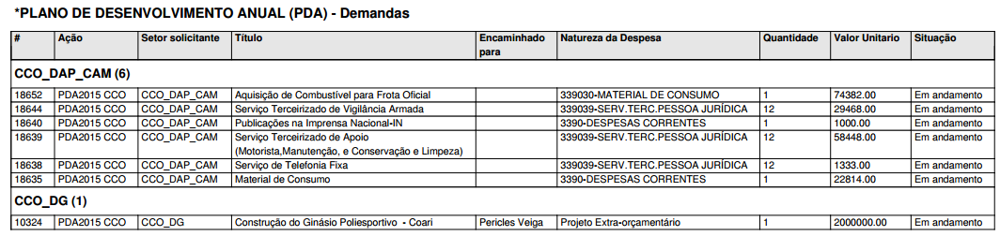 *PLANO DE DESENVOLVIMENTO ANUAL (PDA) - Demandas
# Ação Setor solicitante Título Encaminhado para Natureza da Despesa Quantidade Valor Unitario Situação
CCO_DAP_CAM (6)
18652 PDA2015 CCO CCO_DAP_CAM Aquisição de Combustível para Frota Oficial 339030-MATERIAL DE CONSUMO 1 74382.00 Em andamento
18644 PDA2015 CCO CCO_DAP_CAM Serviço Terceirizado de Vigilância Armada 339039-SERV.TERC.PESSOA JURÍDICA 12 29468.00 Em andamento
18640 PDA2015 CCO CCO_DAP_CAM Publicações na Imprensa Nacional-IN 3390-DESPESAS CORRENTES 1 1000.00 Em andamento
18639 PDA2015 CCO CCO_DAP_CAM Serviço Terceirizado de Apoio 339039-SERV.TERC.PESSOA JURÍDICA 12 58448.00 Em andamento
(Motorista,Manutenção, e Conservação e Limpeza)
18638 PDA2015 CCO CCO_DAP_CAM Serviço de Telefonia Fixa 339039-SERV.TERC.PESSOA JURÍDICA 12 1333.00 Em andamento
18635 PDA2015 CCO CCO_DAP_CAM Material de Consumo 3390-DESPESAS CORRENTES 1 22814.00 Em andamento
CCO_DG (1)
10324 PDA2015 CCO CCO_DG Construção do Ginásio Poliesportivo - Coari Pericles Veiga Projeto Extra-orçamentário 1 2000000.00 Em andamento